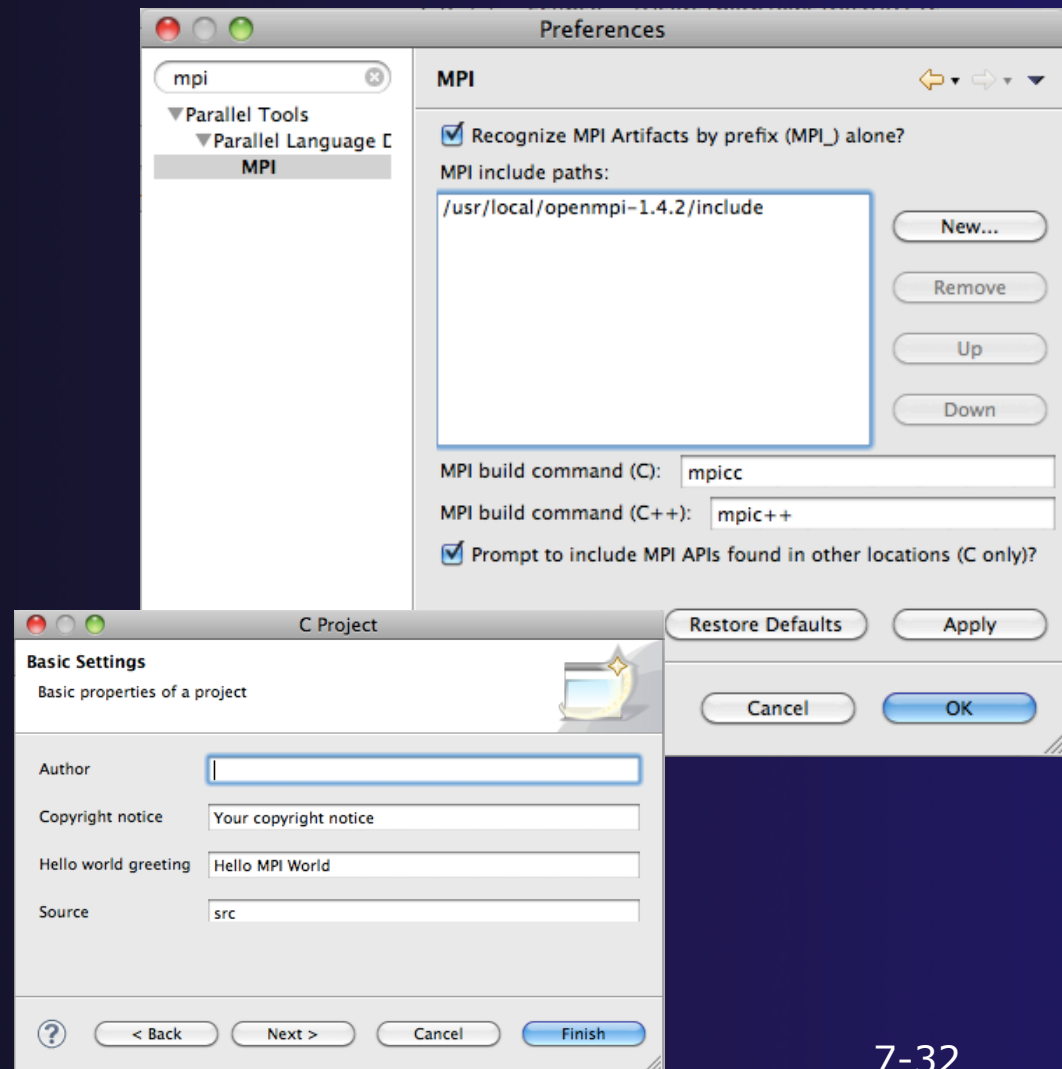 Preferences
mpi
Parallel Tools
Parallel Language D
MPI
MPI
Recognize MPI Artifacts by prefix (MPI_) alone?
MPI include paths:
/usr/local/openmpi-1.4.2/include
New...
Remove
Up
Down
MPI build command (C): mpicc
MPI build command (C++): mpic++
Prompt to include MPI APIs found in other locations (C only)?
Restore Defaults
Apply
Cancel
OK
C Project
Basic Settings
Basic properties of a project
Author
Copyright notice Your copyright notice
Hello world greeting Hello MPI World
Source src
?
< Back
Next >
Cancel
Finish
7-32